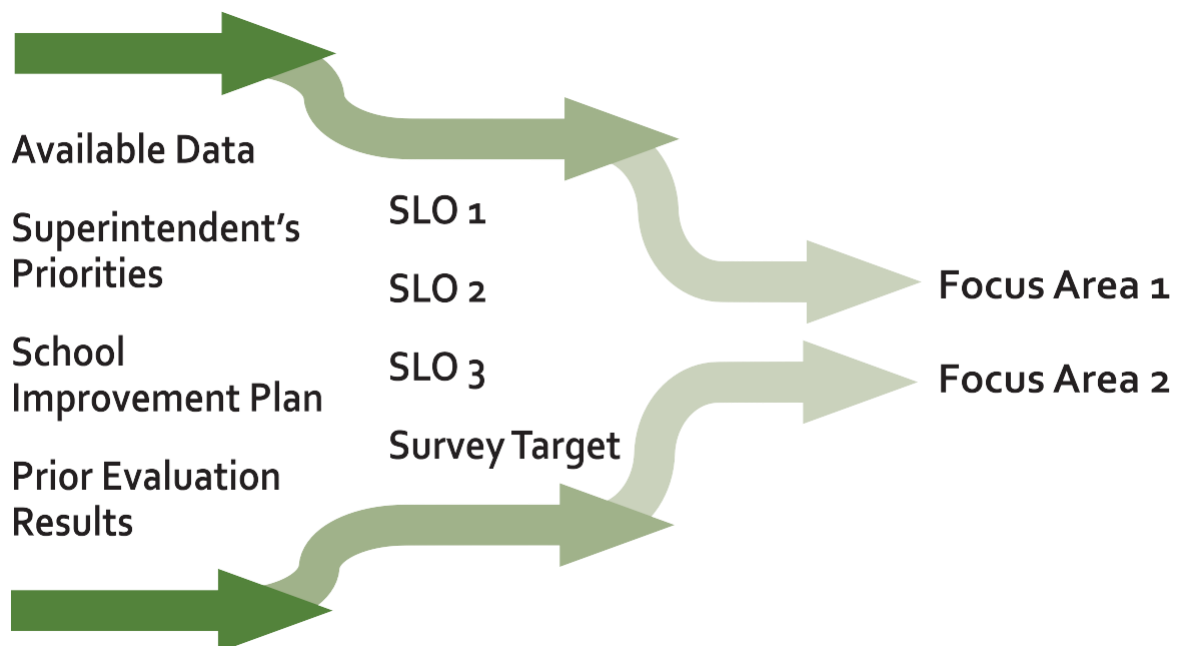 Available Data
Superintendent’s
Priorities
School
Improvement Plan
Prior Evaluation
Results
SLO 1
SLO 2
SLO 3
Survey Target
Focus Area 1
Focus Area 2